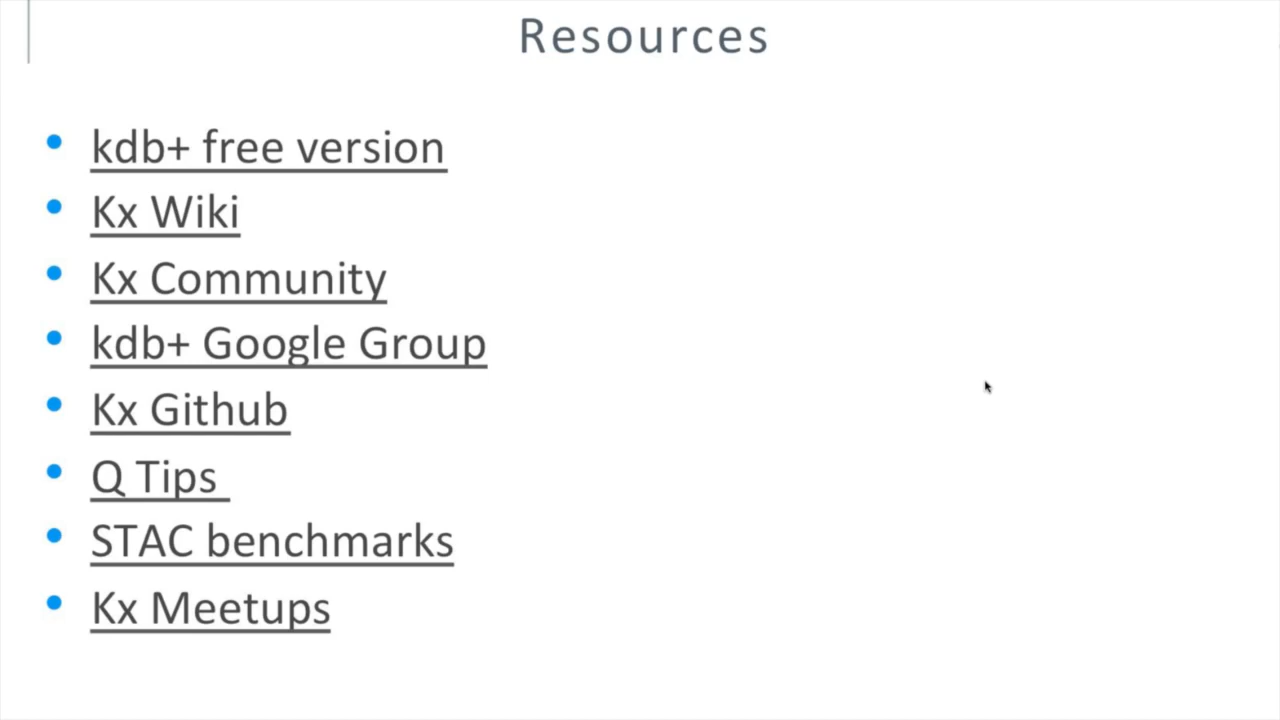 Resources
kdb+ free version
Kx Wiki
Kx Community
kdb+ Google Group
Kx Github
Q Tips
STAC benchmarks
Kx Meetups